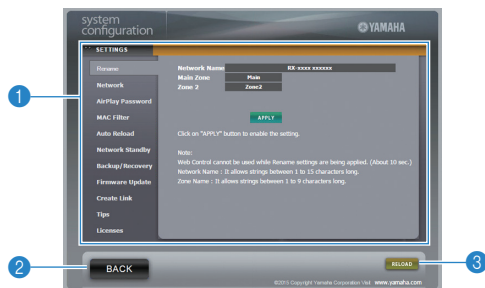 system
configuration
YAMAHA
SETTINGS
Rename
Network
AirPlay Password
MAC Filter
Auto Reload
Network Standby
Backup/Recovery
Firmware Update
Create Link
Tips
Licenses
Network Name RX-xxxx xxxxxx
Main Zone Main
Zone 2 Zone2
APPLY
Click on "APPLY" button to enable the setting.
Note:
Web Control cannot be used while Rename settings are being applied. (About 10 sec.)
Network Name : It allows strings between 1 to 15 characters long.
Zone Name : It allows strings between 1 to 9 characters long.
1
2
BACK
RELOAD
3
©2015 Copyright Yamaha Corporation Visit www.yamaha.com